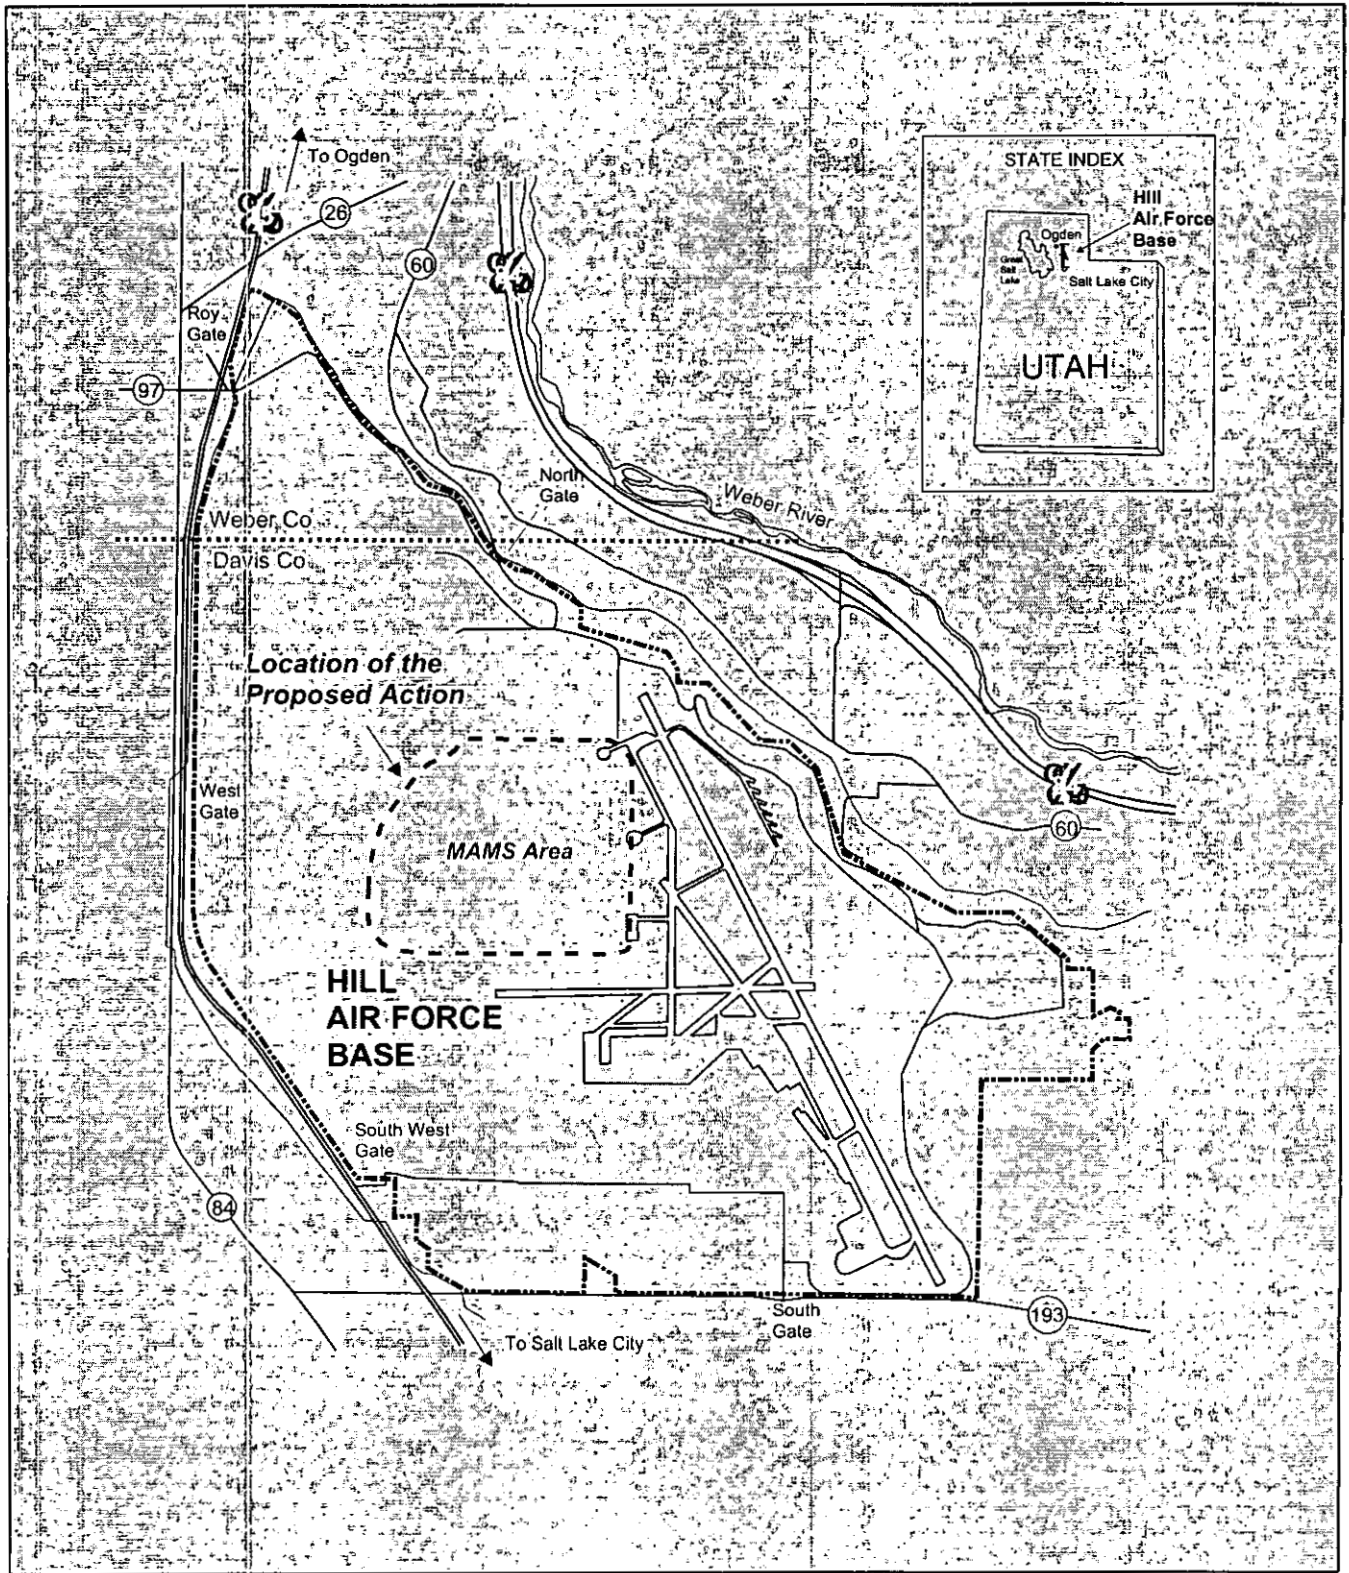 To Ogden
26
60
STATE INDEX
Hill
Air Force
Base
Ogden
Great
Salt
Lake
Salt Lake City
UTAH
Roy
Gate
97
North
Gate
Weber River
Weber Co.
Davis Co.
Location of the
Proposed Action
West
Gate
MAMS Area
60
HILL
AIR FORCE
BASE
South West
Gate
84
To Salt Lake City
South
Gate
193